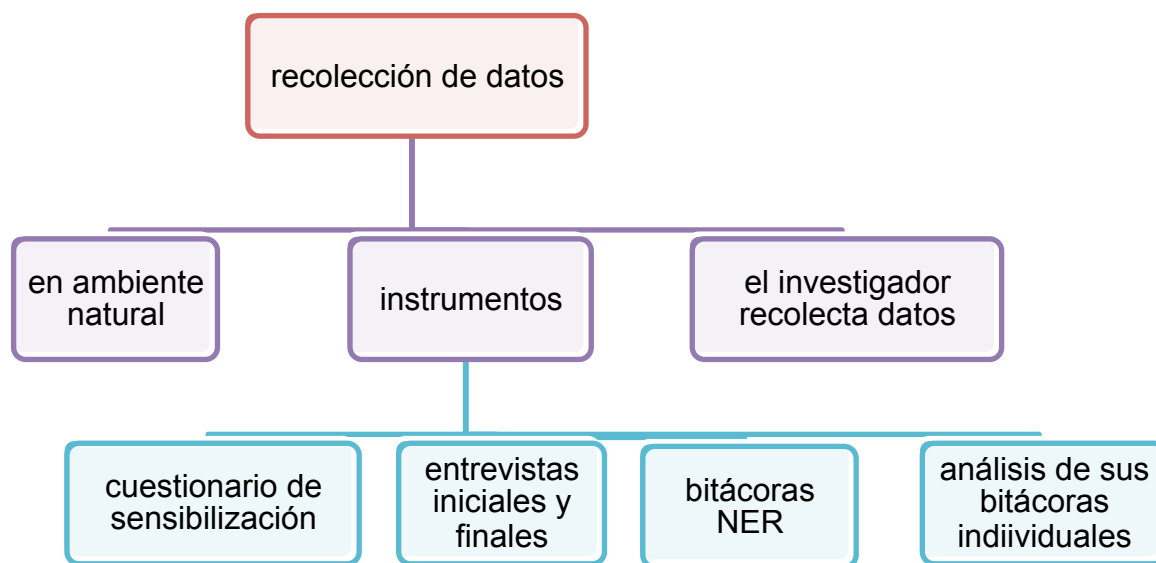 recolección de datos
en ambiente
natural
instrumentos
el investigador
recolecta datos
cuestionario de
sensibilización
entrevistas
iniciales y
finales
bitácoras
NER
análisis de sus
bitácoras
indiividuales